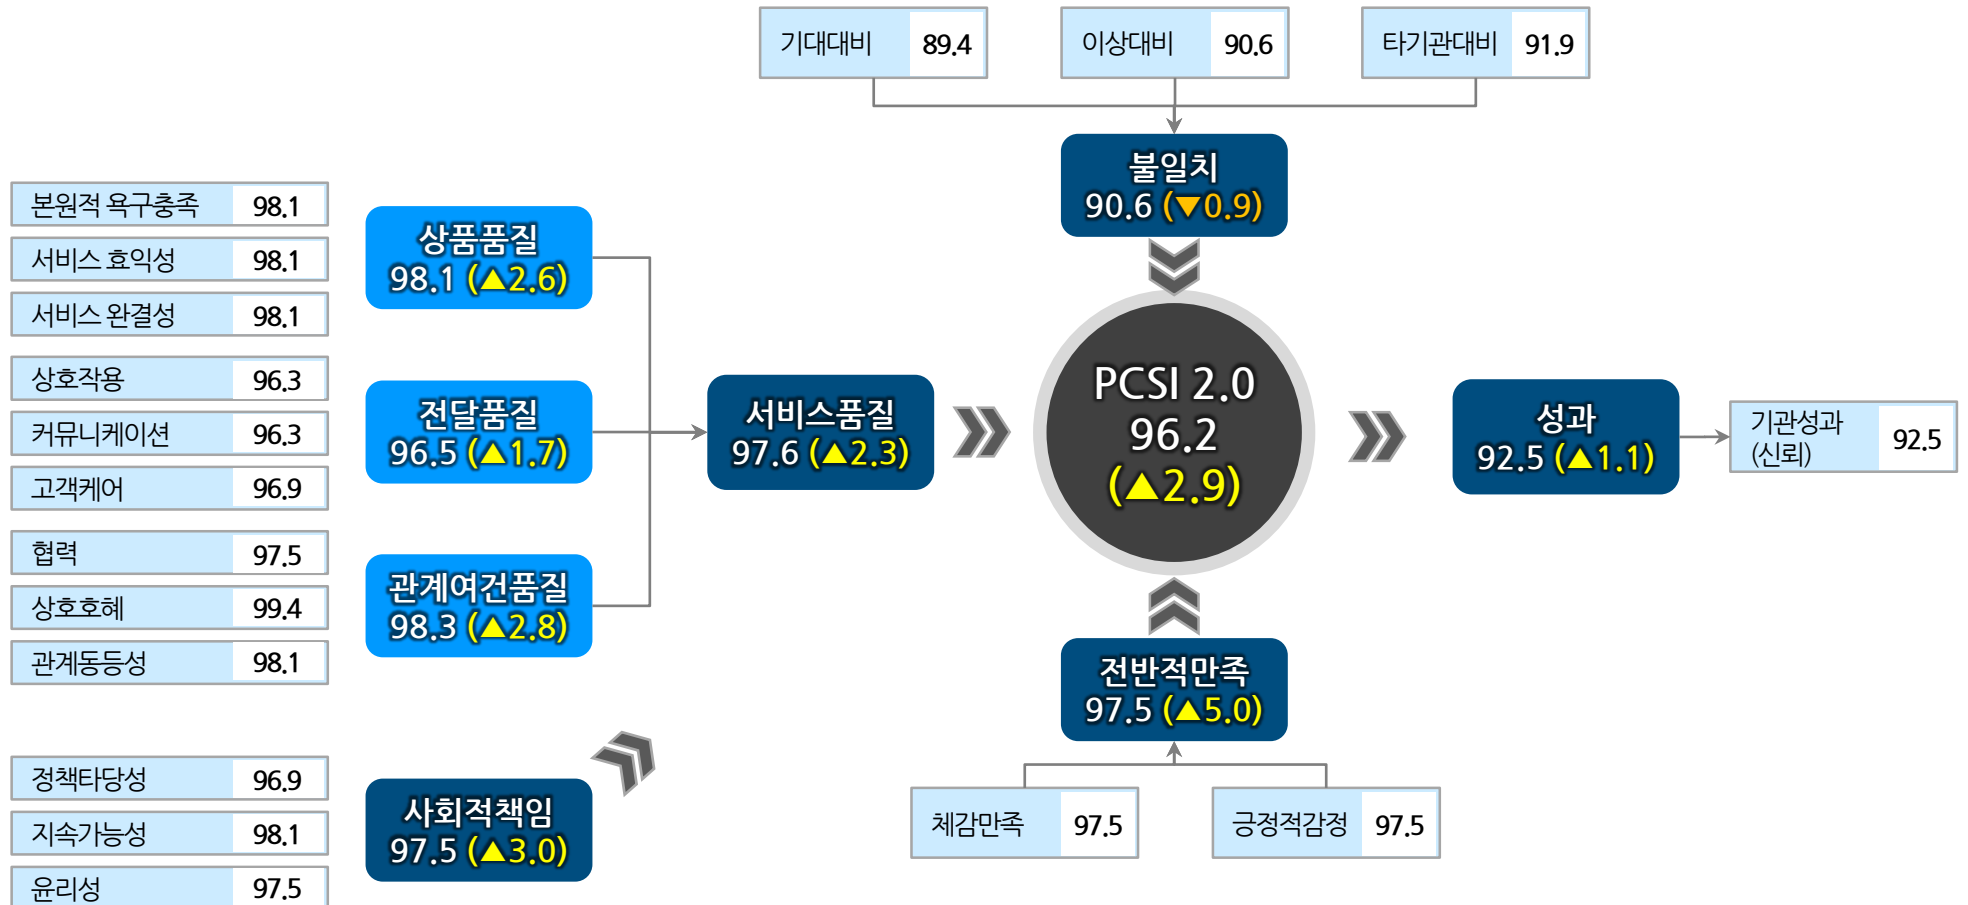 기대대비 89.4
이상대비 90.6
타기관대비 91.9
불일치
90.6 (▼0.9)
본원적 욕구충족 98.1
서비스 효익성 98.1
서비스 완결성 98.1
상품품질
98.1 (▲2.6)
상호작용 96.3
커뮤니케이션 96.3
고객케어 96.9
전달품질
96.5 (▲1.7)
협력 97.5
상호호혜 99.4
관계동등성 98.1
관계여건품질
98.3 (▲2.8)
서비스품질
97.6 (▲2.3)
PCSI 2.0
96.2
(▲2.9)
성과
92.5 (▲1.1)
기관성과
(신뢰)
92.5
전반적만족
97.5 (▲5.0)
체감만족 97.5
긍정적감정 97.5
정책타당성 96.9
지속가능성 98.1
윤리성 97.5
사회적책임
97.5 (▲3.0)